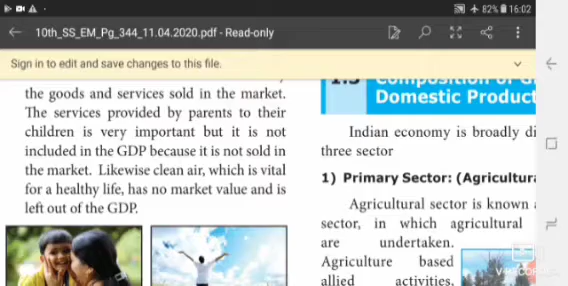 82% 16:02
10th_SS_EM_Pg_344_11.04.2020.pdf - Read-only
Sign in to edit and save changes to this file.
the goods and services sold in the market.
The services provided by parents to their
children is very important but it is not
included in the GDP because it is not sold in
the market. Likewise clean air, which is vital
for a healthy life, has no market value and is
left out of the GDP.
Composition of G
Domestic Product
Indian economy is broadly di
three sector
1) Primary Sector: (Agricultura
Agricultural sector is known
sector, in which agricultural
are undertaken.
Agriculture based
allied activities,